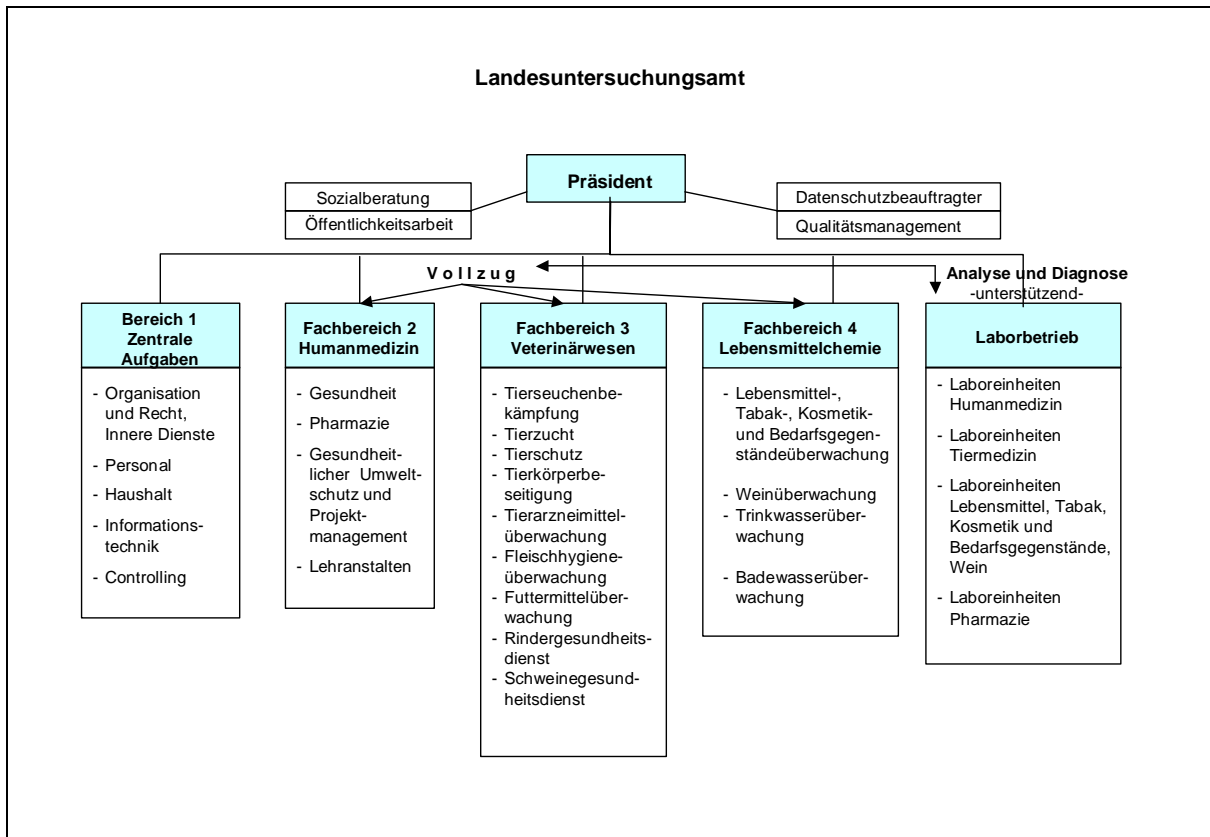 Landesuntersuchungsamt
Präsident
Sozialberatung
Öffentlichkeitsarbeit
Datenschutzbeauftragter
Qualitätsmanagement
Vollzug
Analyse und Diagnose
-unterstützend-
Bereich 1
Zentrale
Aufgaben
- Organisation
und Recht,
Innere Dienste
- Personal
- Haushalt
- Informations-
technik
- Controlling
Fachbereich 2
Humanmedizin
- Gesundheit
- Pharmazie
- Gesundheit-
licher Umwelt-
schutz und
Projekt-
management
- Lehranstalten
Fachbereich 3
Veterinärwesen
- Tierseuchenbe-
kämpfung
- Tierzucht
- Tierschutz
- Tierkörperbe-
seitigung
- Tierarzneimittel-
überwachung
- Fleischhygiene-
überwachung
- Futtermittelüber-
wachung
- Rindergesundheits-
dienst
- Schweinegesund-
heitsdienst
Fachbereich 4
Lebensmittelchemie
- Lebensmittel-,
Tabak-, Kosmetik-
und Bedarfsgegen-
ständeüberwachung
- Weinüberwachung
- Trinkwasserüber-
wachung
- Badewasserüber-
wachung
Laborbetrieb
- Laboreinheiten
Humanmedizin
- Laboreinheiten
Tiermedizin
- Laboreinheiten
Lebensmittel, Tabak,
Kosmetik und
Bedarfsgegenstände,
Wein
- Laboreinheiten
Pharmazie